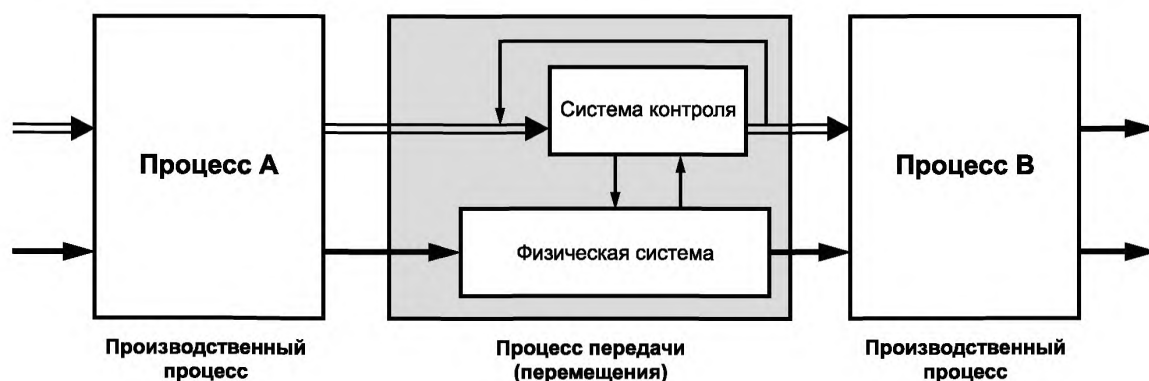 Процесс А
Система контроля
Физическая система
Процесс В
Производственный
процесс
Процесс передачи
(перемещения)
Производственный
процесс